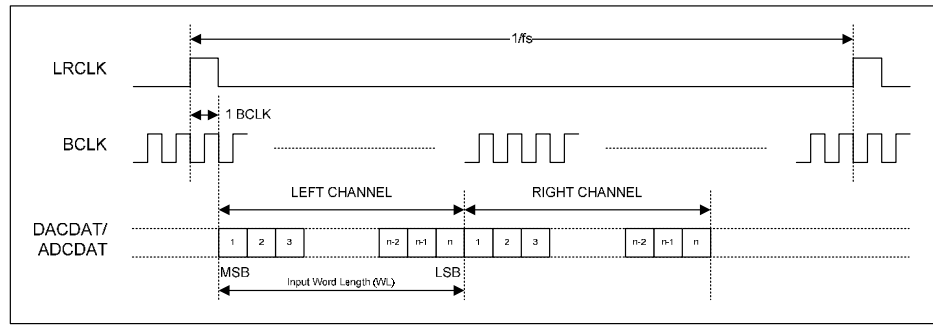 1/fs
LRCLK
1 BCLK
BCLK
LEFT CHANNEL RIGHT CHANNEL
DACDAT/
ADCDAT
1 2 3 n-2 n-1 n 1 2 3 n-2 n-1 n
MSB LSB
Input Word Length (WL)